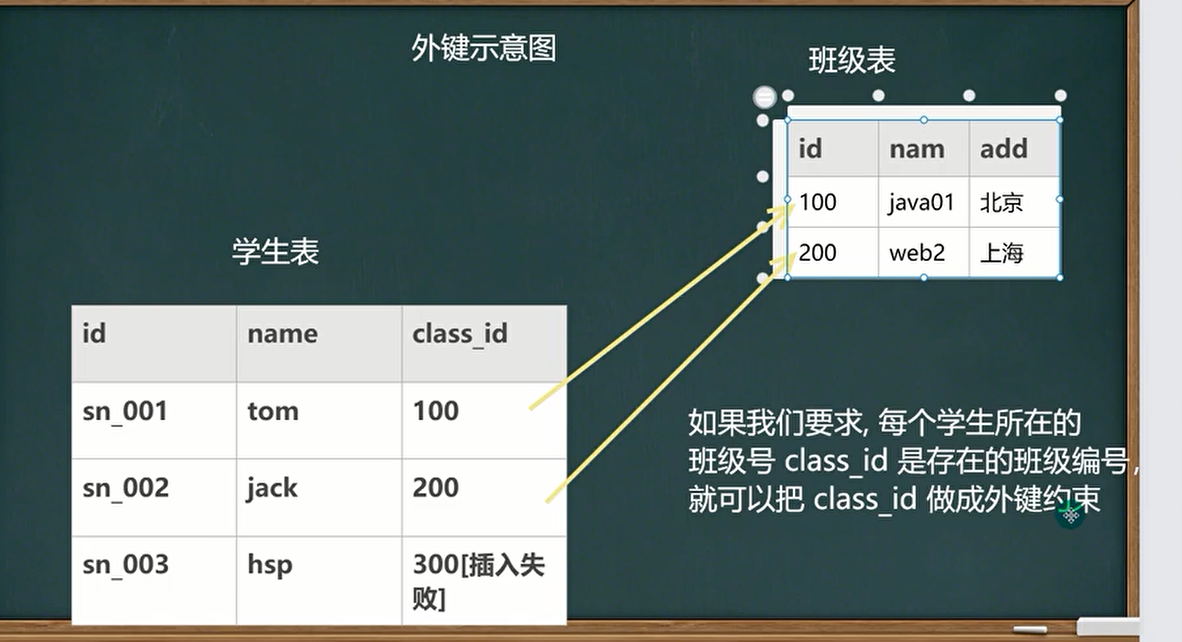 外键示意图
班级表
id nam add
100 java01 北京
200 web2 上海
学生表
id name class_id
sn_001 tom 100
sn_002 jack 200
sn_003 hsp 300[插入失
败]
如果我们要求, 每个学生所在的
班级号 class_id 是存在的班级编号,
就可以把 class_id 做成外键约束